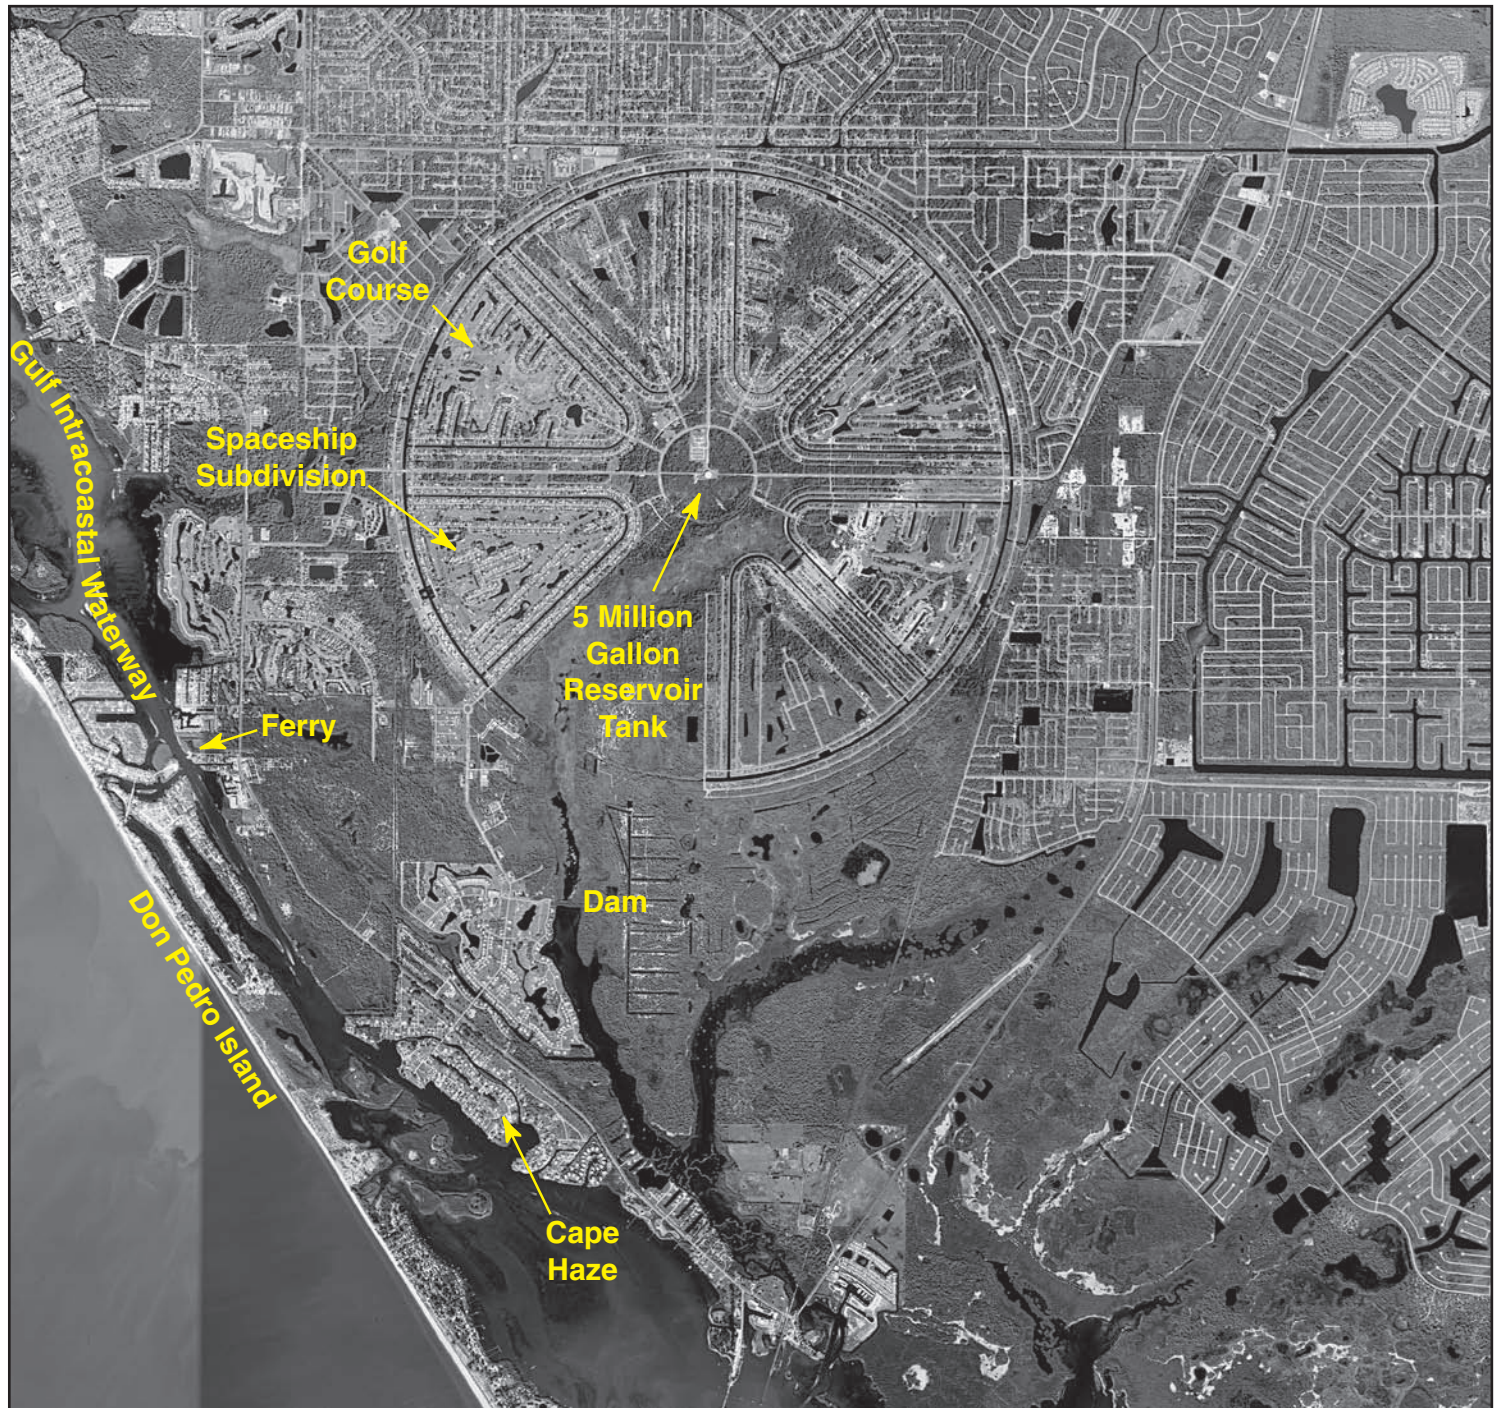 Golf
Course
Gulf Intracoastal Waterway
Spaceship
Subdivision
5 Million
Gallon
Reservoir
Tank
Ferry
Dam
Don Pedro Island
Cape
Haze